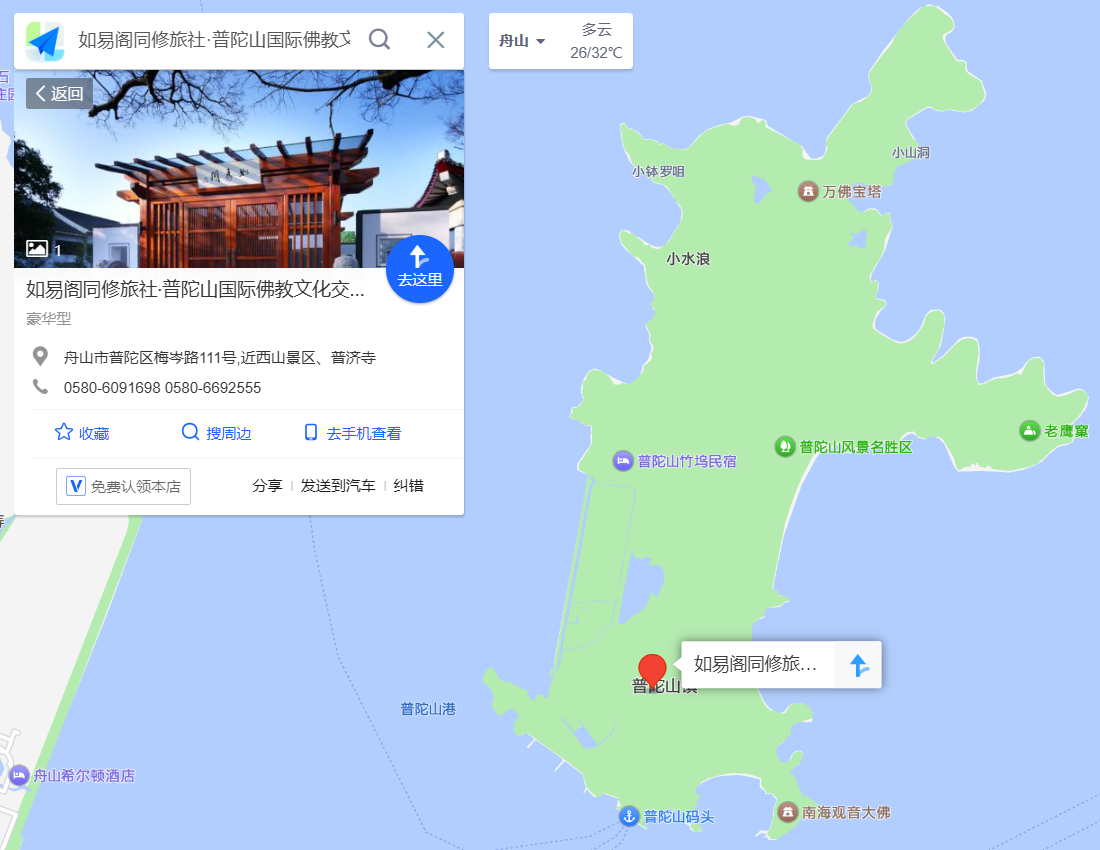 如易阁同修旅社·普陀山国际佛教文
返回
如易阁
1
去这里
如易阁同修旅社·普陀山国际佛教文化交...
豪华型
舟山市普陀区梅岑路111号,近西山景区、普济寺
0580-6091698 0580-6692555
收藏
搜周边
去手机查看
V 免费认领本店
分享
发送到汽车
纠错
舟山
多云
26/32℃
小山洞
小钵罗咀
万佛宝塔
小水浪
老鹰窠
普陀山风景名胜区
普陀山竹坞民宿
如易阁同修旅...
普陀山镇
普陀山港
舟山希尔顿酒店
普陀山码头
南海观音大佛